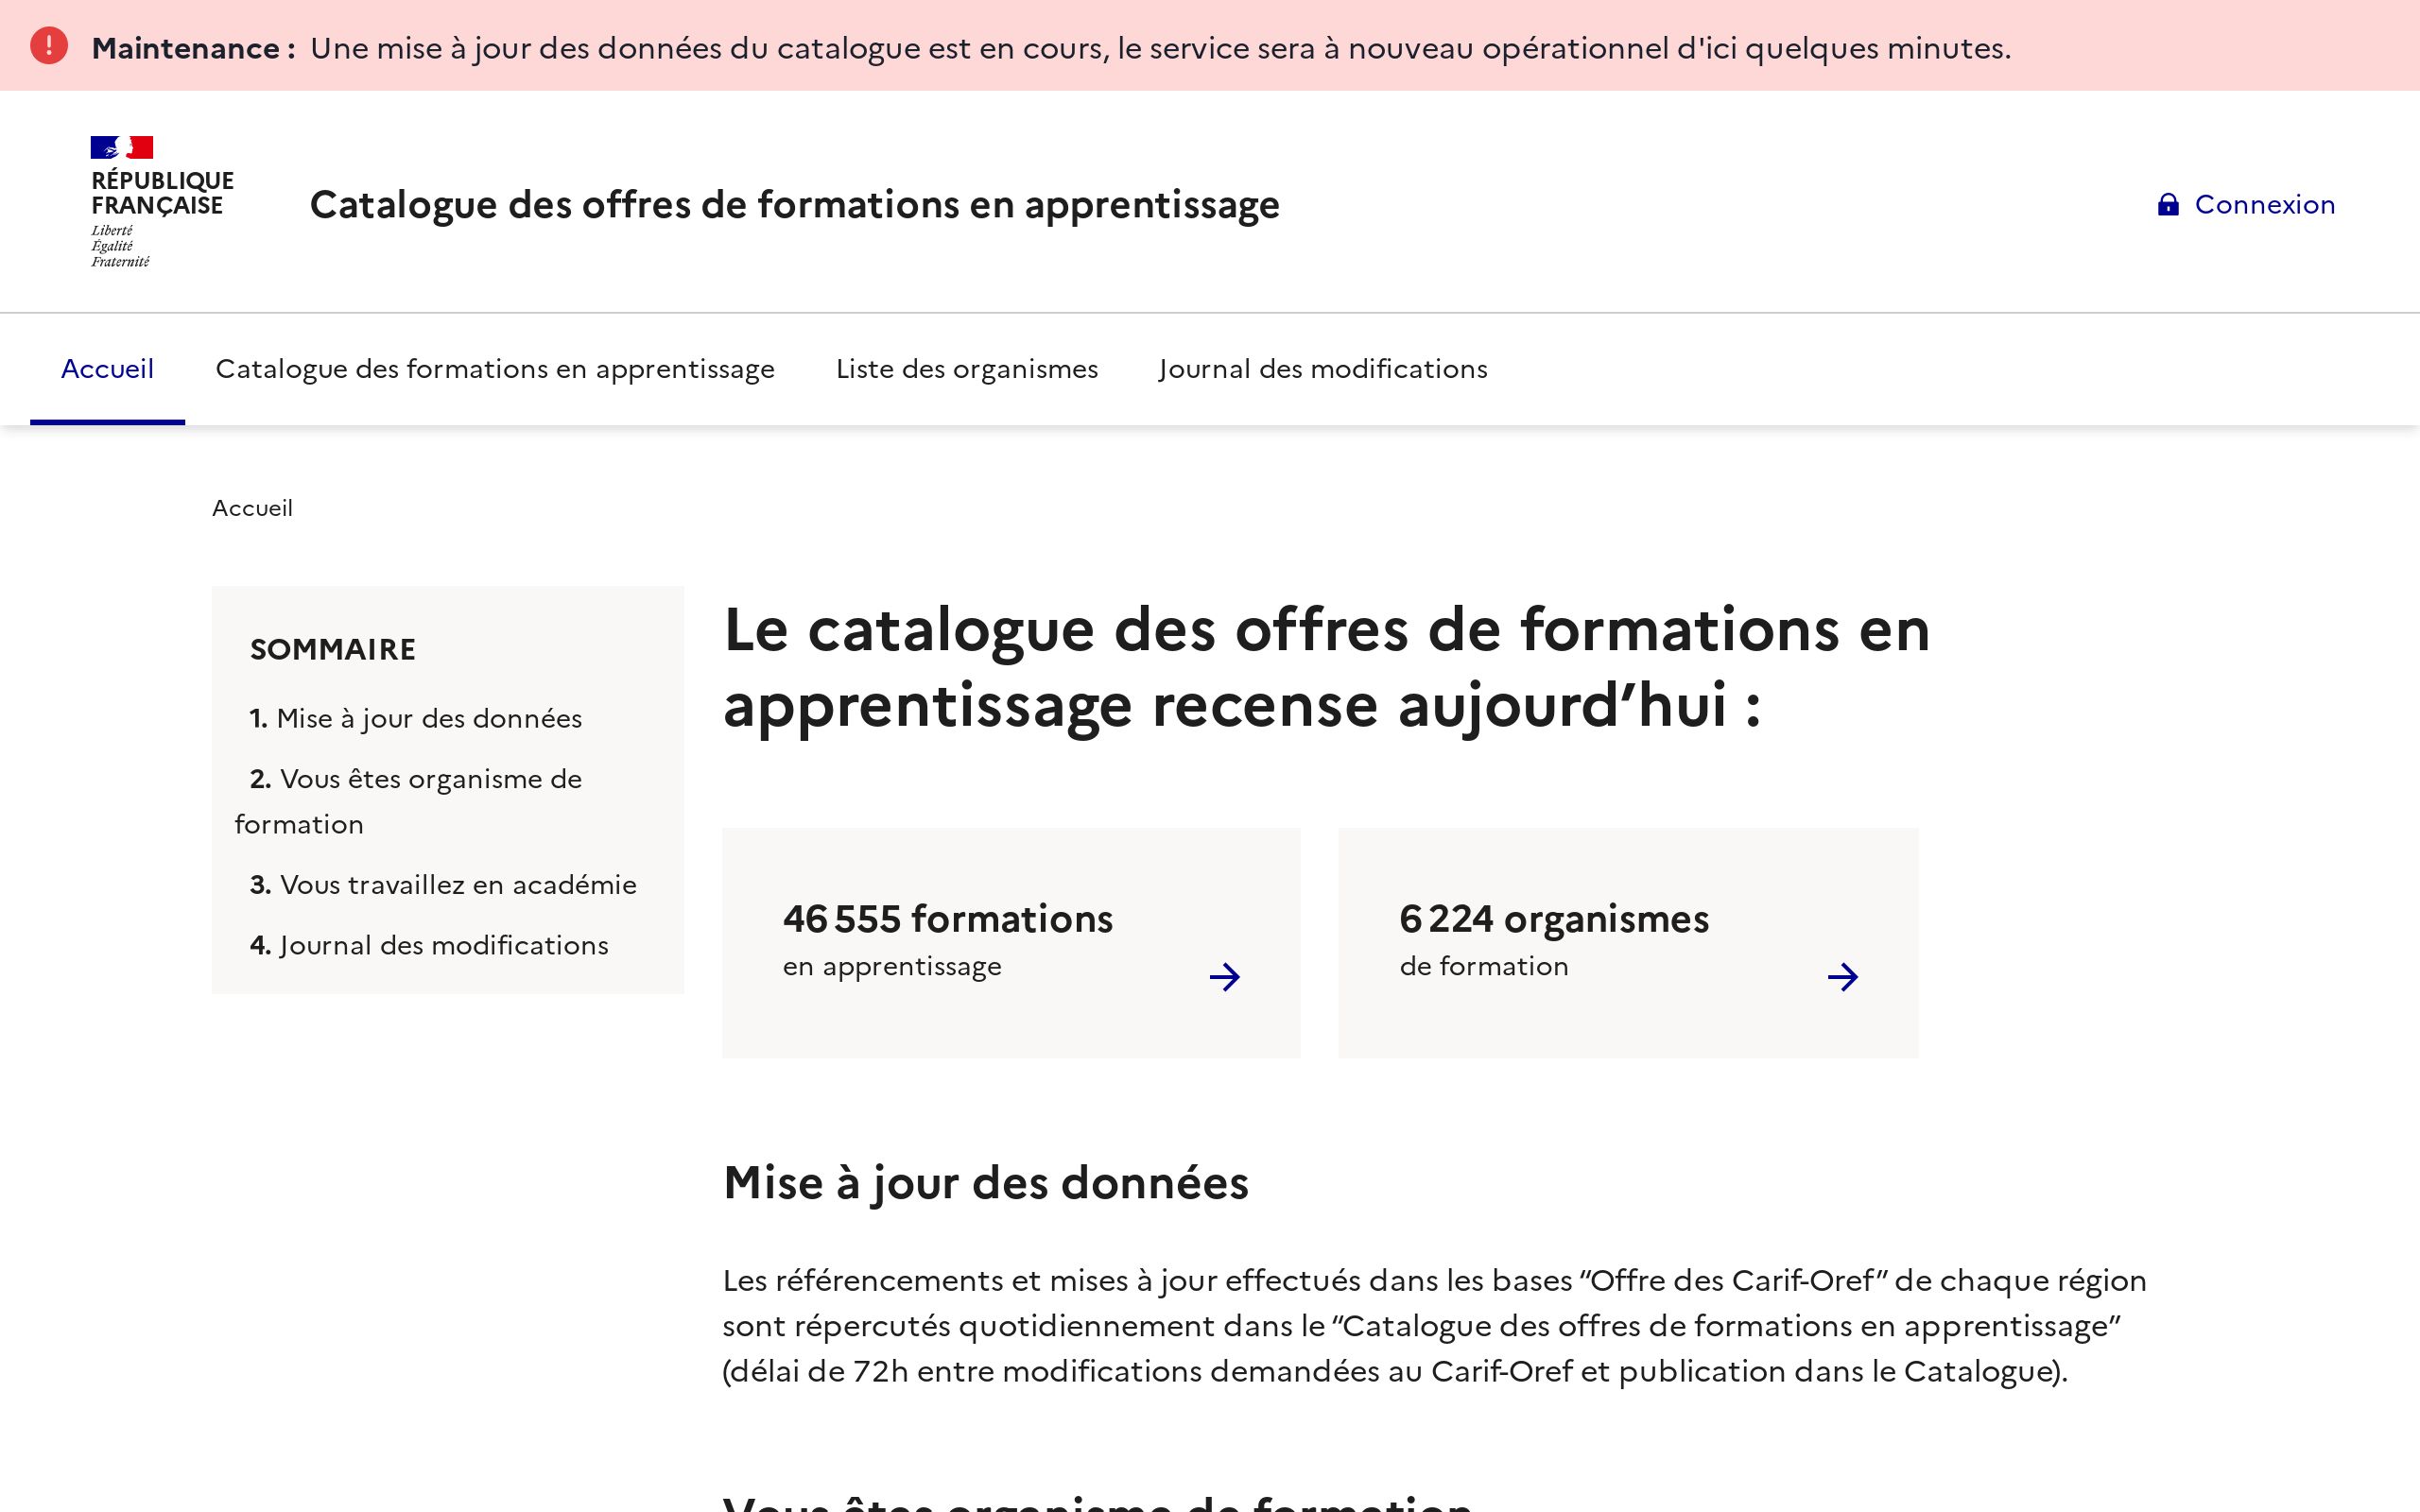 Maintenance : Une mise à jour des données du catalogue est en cours, le service sera à nouveau opérationnel d'ici quelques minutes.
RÉPUBLIQUE
FRANÇAISE
Liberté
Égalité
Fraternité
Catalogue des offres de formations en apprentissage
Connexion
Accueil
Catalogue des formations en apprentissage
Liste des organismes
Journal des modifications
Accueil
SOMMAIRE
1. Mise à jour des données
2. Vous êtes organisme de
formation
3. Vous travaillez en académie
4. Journal des modifications
Le catalogue des offres de formations en
apprentissage recense aujourd’hui :
46 555 formations
en apprentissage
6 224 organismes
de formation
Mise à jour des données
Les référencements et mises à jour effectués dans les bases “Offre des Carif-Oref” de chaque région
sont répercutés quotidiennement dans le “Catalogue des offres de formations en apprentissage”
(délai de 72h entre modifications demandées au Carif-Oref et publication dans le Catalogue).
Vous êtes organisme de formation